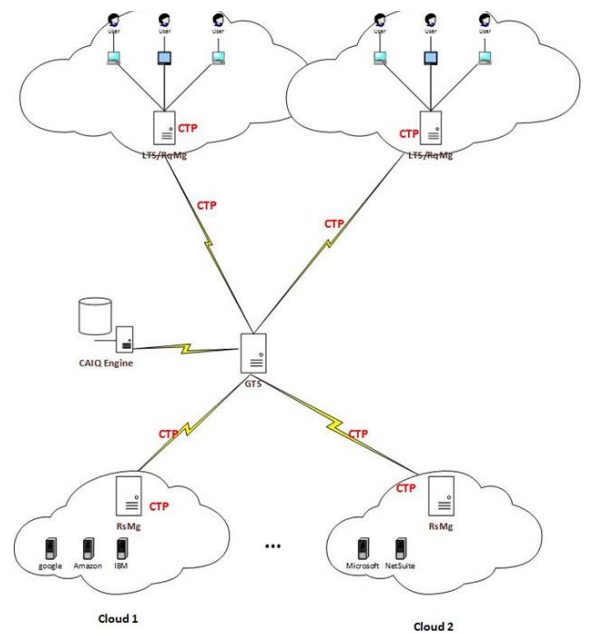 User User User User User User
CTP CTP
LTS/RqMg LTS/RqMg
CTP CTP
CAIQ Engine
GTS
CTP CTP
CTP CTP
RsMg RsMg
...
google Amazon IBM Microsoft NetSuite
Cloud 1 Cloud 2